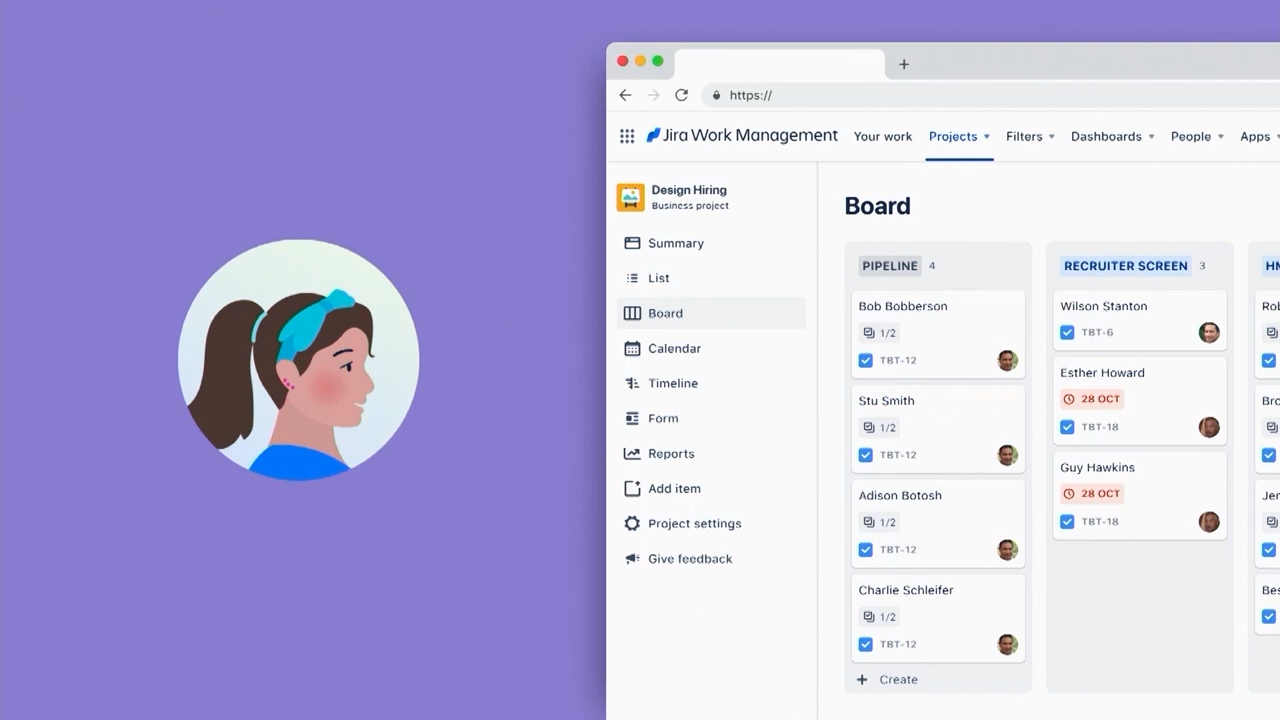 https://
Jira Work Management
Your work
Projects
Filters
Dashboards
People
Apps
Design Hiring
Business project
Summary
List
Board
Calendar
Timeline
Form
Reports
Add item
Project settings
Give feedback
Board
PIPELINE 4
Bob Bobberson
1/2
TBT-12
Stu Smith
1/2
TBT-12
Adison Botosh
1/2
TBT-12
Charlie Schleifer
1/2
TBT-12
+ Create
RECRUITER SCREEN 3
Wilson Stanton
TBT-6
Esther Howard
28 OCT
TBT-18
Guy Hawkins
28 OCT
TBT-18